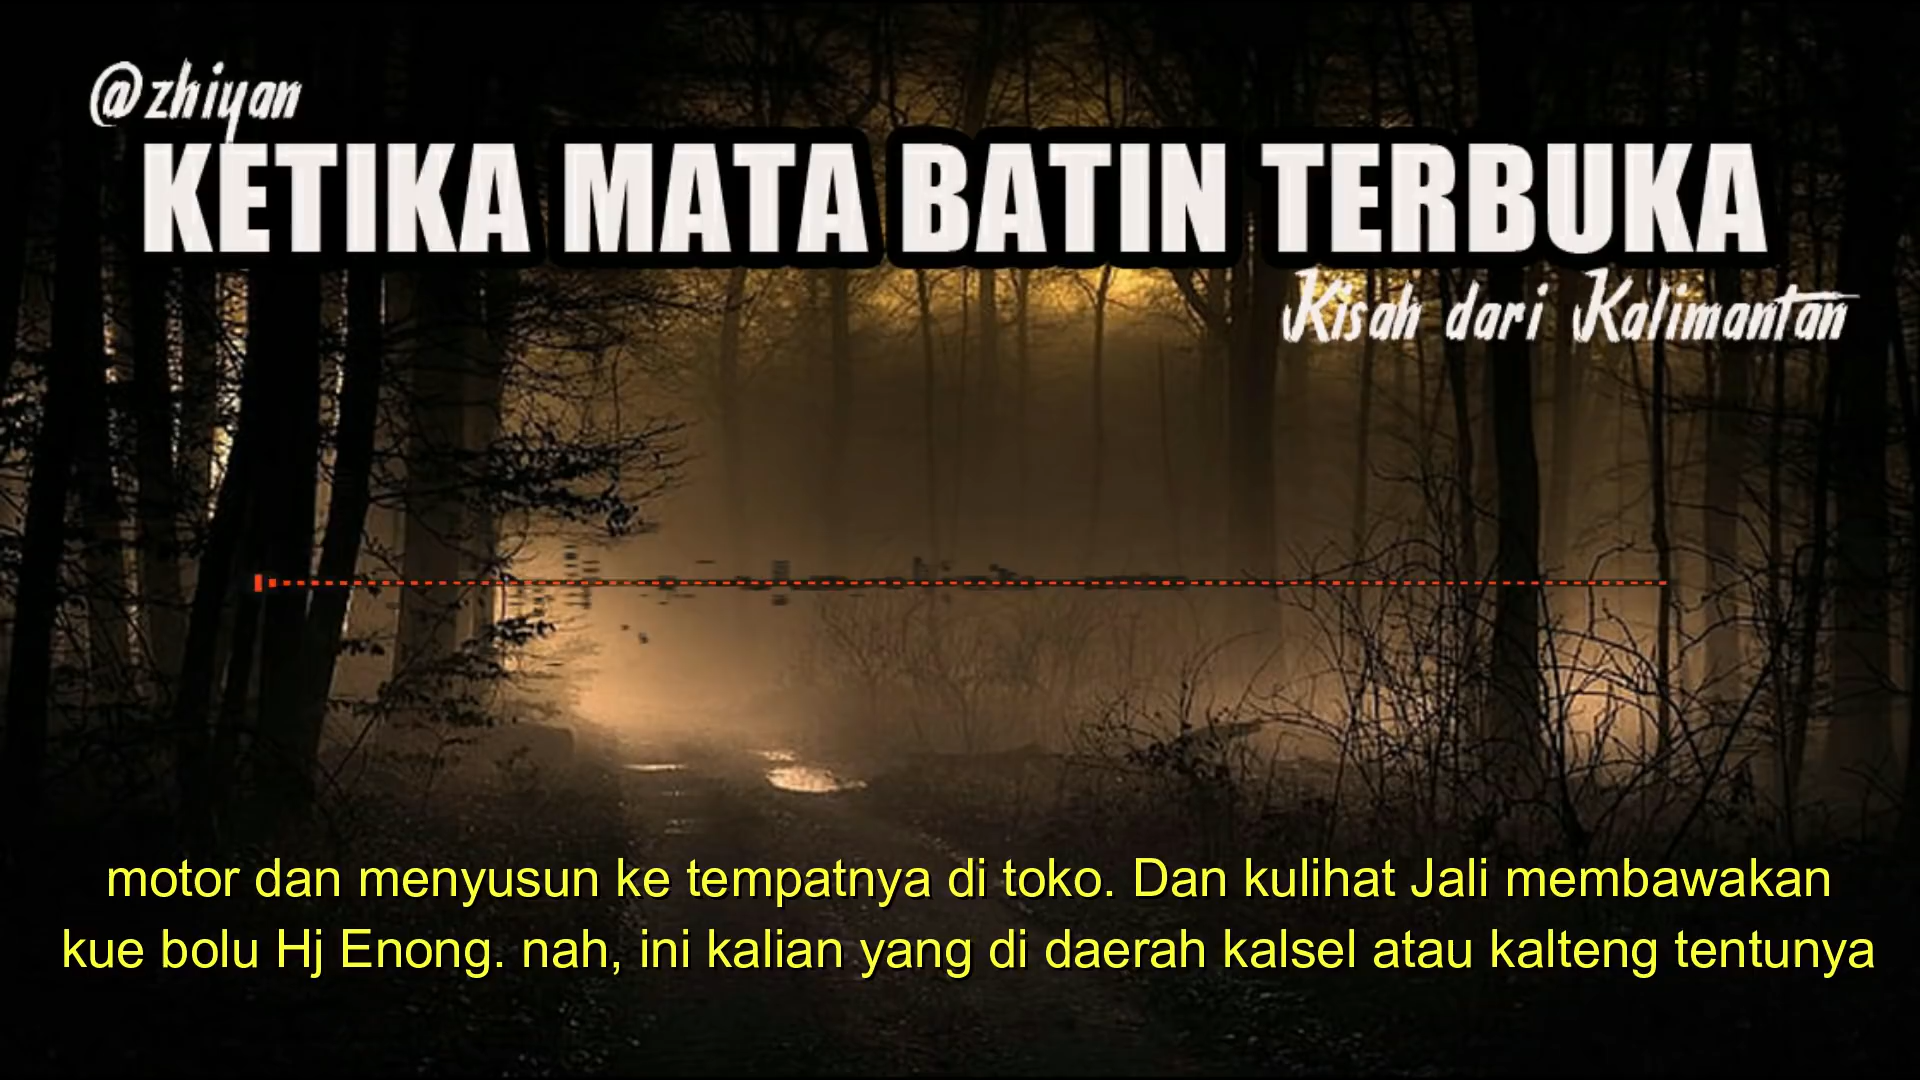 @zhiyan
KETIKA MATA BATIN TERBUKA
Kisah dari Kalimantan
motor dan menyusun ke tempatnya di toko. Dan kulihat Jali membawakan
kue bolu Hj Enong. nah, ini kalian yang di daerah kalsel atau kalteng tentunya